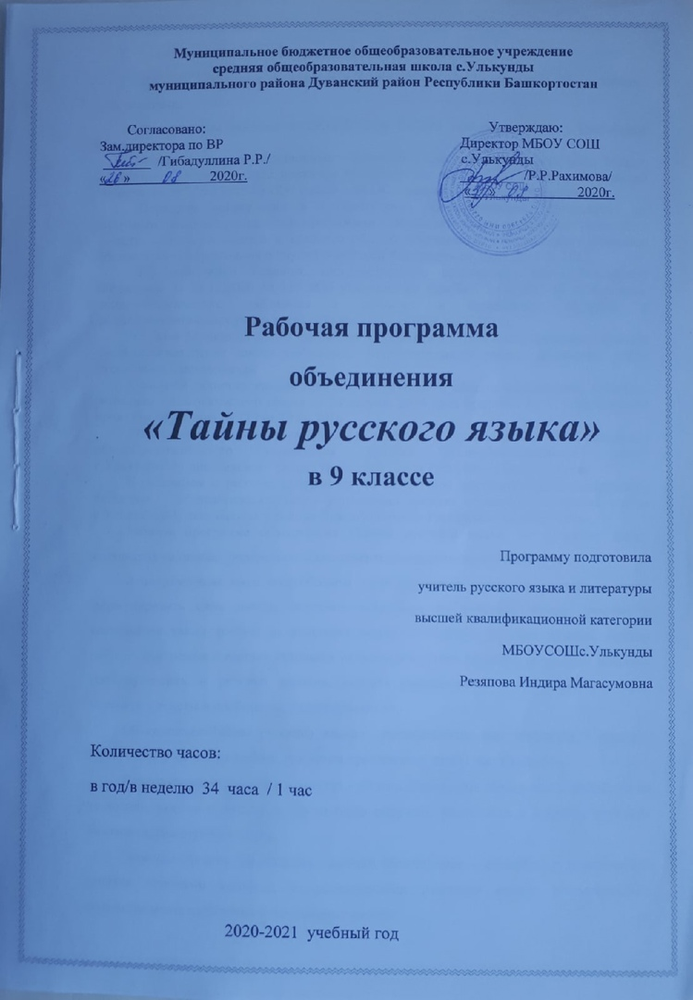 Муниципальное бюджетное общеобразовательное учреждение
средняя общеобразовательная школа с.Улькунды
муниципального района Дуванский район Республики Башкортостан
Согласовано:
Зам.директора по ВР
/Гибадуллина Р.Р./
«26» 08 2020г.
Утверждаю:
Директор МБОУ СОШ
с.Улькунды
/Р.Р.Рахимова/
08 2020г.
Рабочая программа
объединения
«Тайны русского языка»
в 9 классе
Программу подготовила
учитель русского языка и литературы
высшей квалификационной категории
МБОУСОШс.Улькунды
Резяпова Индира Магасумовна
Количество часов:
в год/в неделю 34 часа / 1 час
2020-2021 учебный год